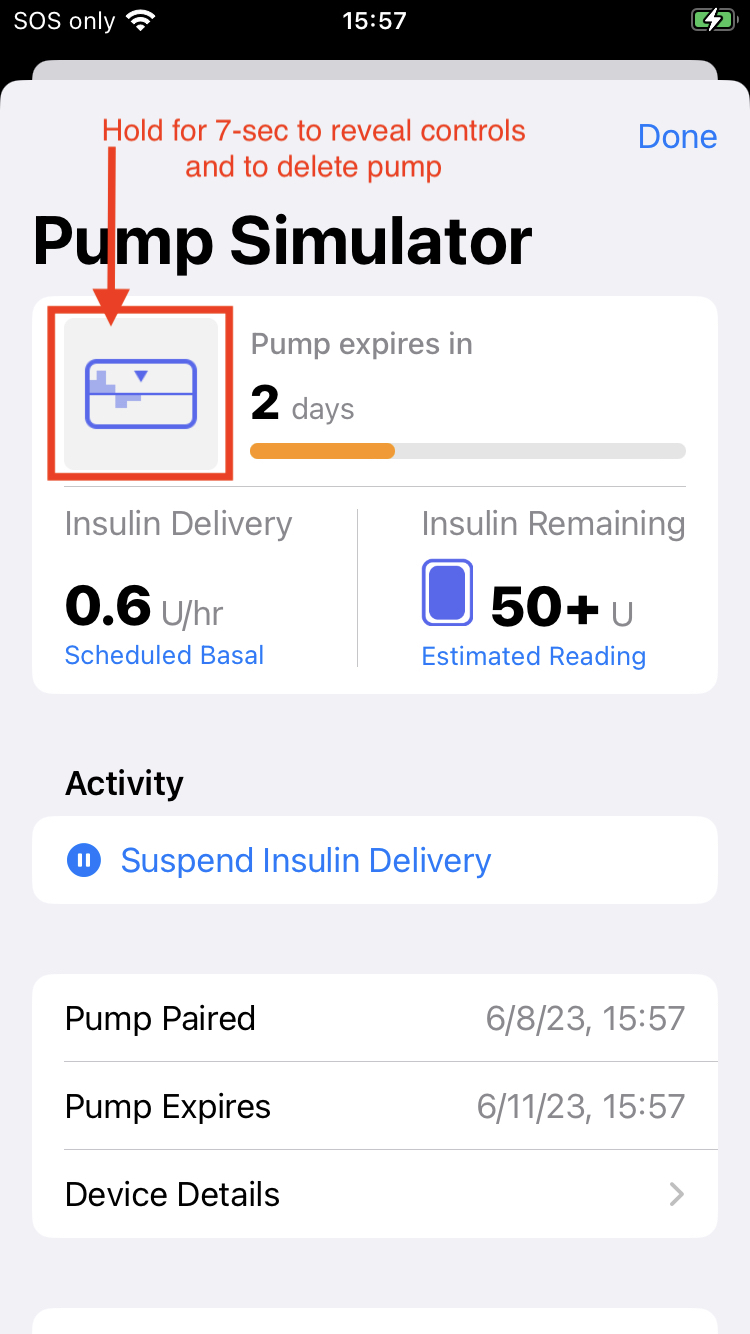 SOS only
15:57
Hold for 7-sec to reveal controls
and to delete pump
Done
Pump Simulator
Pump expires in
2 days
Insulin Delivery
0.6 U/hr
Scheduled Basal
Insulin Remaining
50+ U
Estimated Reading
Activity
Suspend Insulin Delivery
Pump Paired
6/8/23, 15:57
Pump Expires
6/11/23, 15:57
Device Details